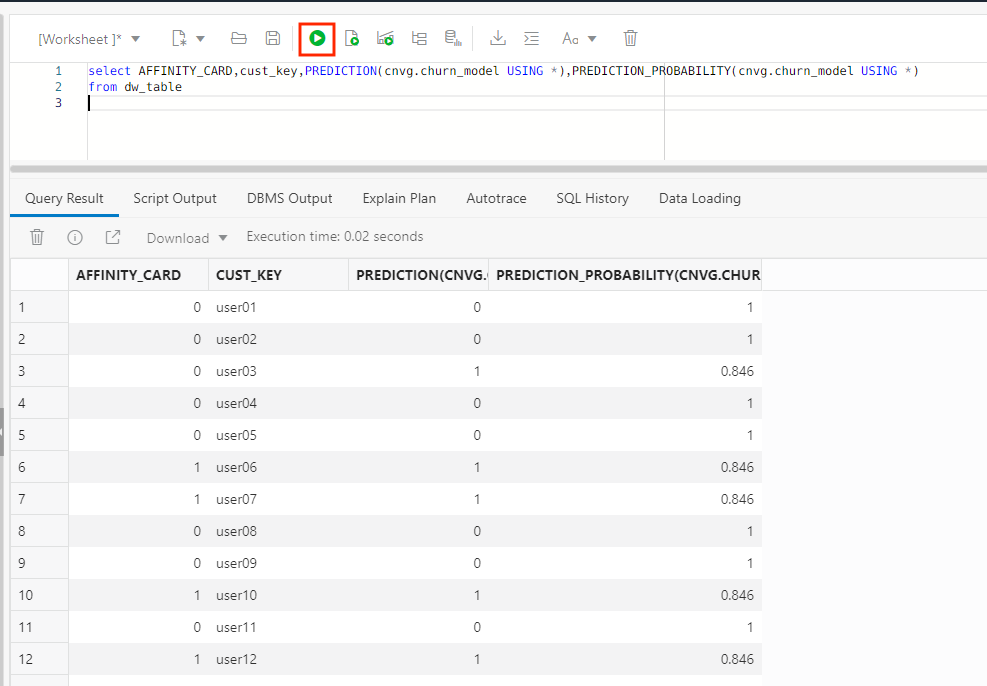 [Worksheet ]* Aa
1 select AFFINITY_CARD,cust_key,PREDICTION(cnvg.churn_model USING *),PREDICTION_PROBABILITY(cnvg.churn_model USING *)
2 from dw_table
3
Query Result Script Output DBMS Output Explain Plan Autotrace SQL History Data Loading
Download Execution time: 0.02 seconds
AFFINITY_CARD CUST_KEY PREDICTION(CNVG. PREDICTION_PROBABILITY(CNVG.CHUR
1 0 user01 0 1
2 0 user02 0 1
3 0 user03 1 0.846
4 0 user04 0 1
5 0 user05 0 1
6 1 user06 1 0.846
7 1 user07 1 0.846
8 0 user08 0 1
9 0 user09 0 1
10 1 user10 1 0.846
11 0 user11 0 1
12 1 user12 1 0.846